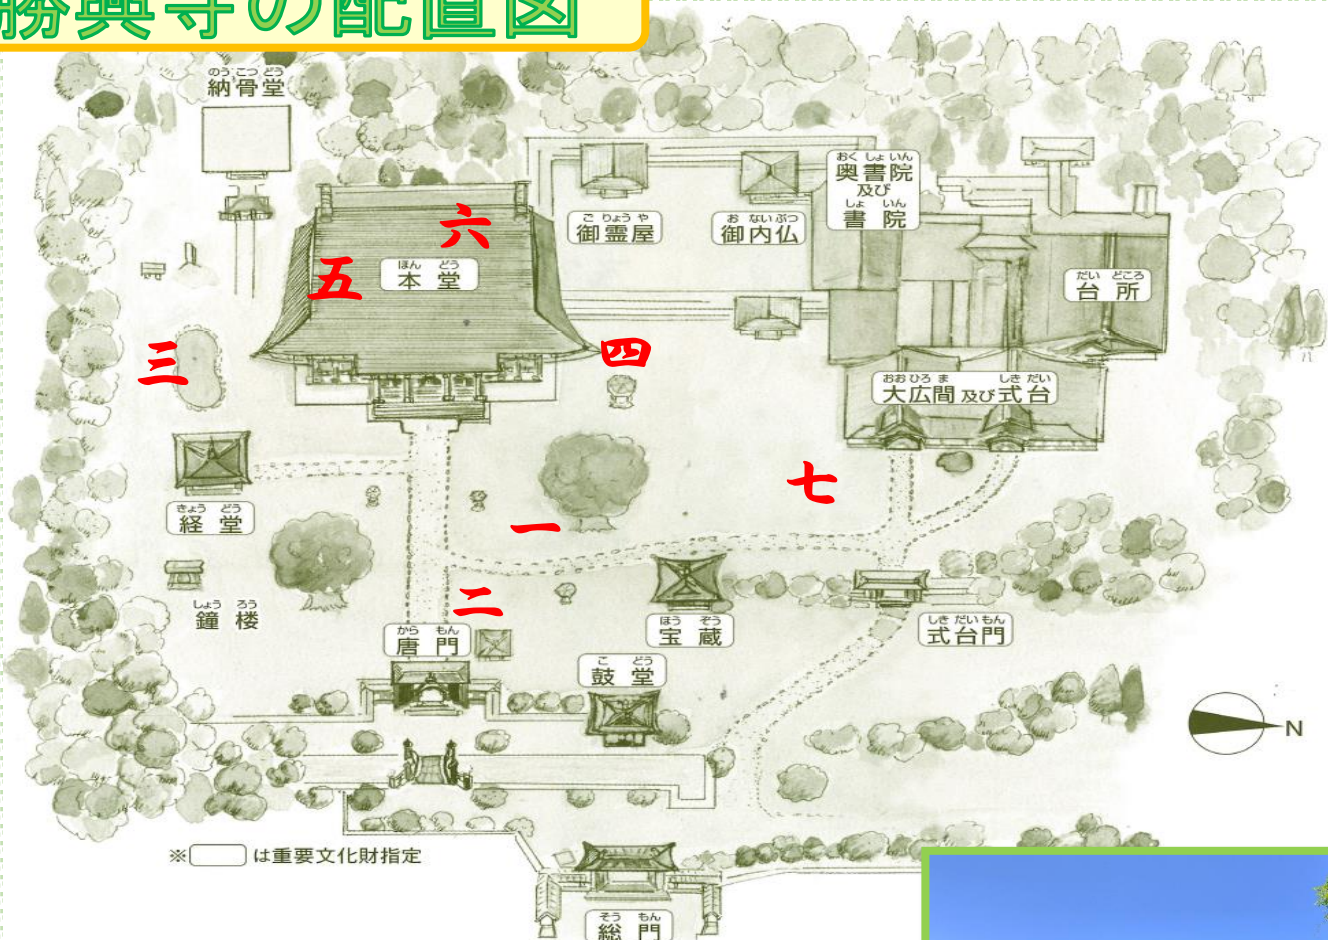 勝興寺の配置図
のうこつどう
納骨堂
六
五
ほんどう
本堂
ごりょうや
御霊屋
おないぶつ
御内仏
おくしょいん
奥書院
及び
しょいん
書院
だいどころ
台所
三
四
おおひろま しきだい
大広間及び式台
七
一
きょうどう
経堂
二
しょうろう
鐘楼
からもん
唐門
ほうぞう
宝蔵
しきだいもん
式台門
こどう
鼓堂
N
※ は重要文化財指定
そうもん
総門